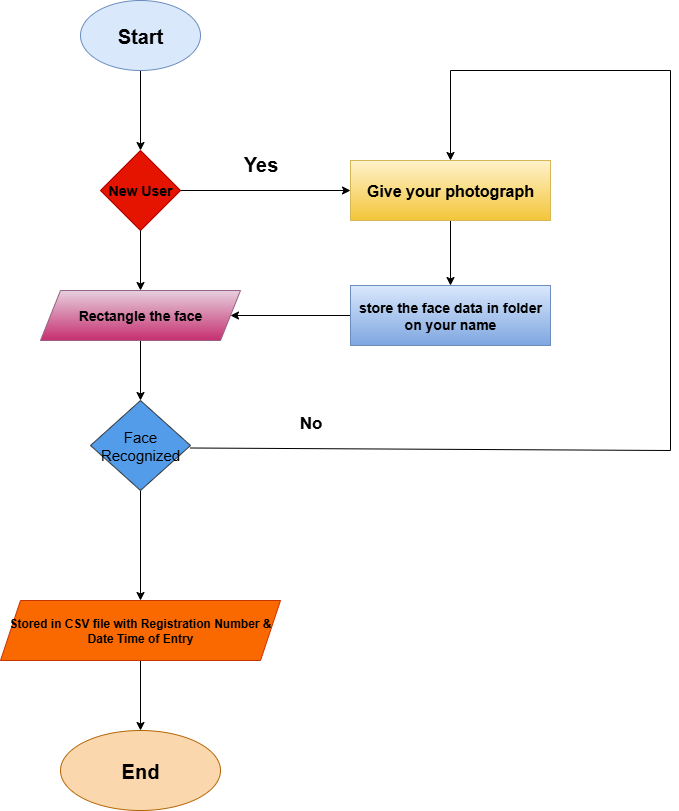 Start
Yes
New User
Give your photograph
Rectangle the face
store the face data in folder
on your name
No
Face
Recognized
Stored in CSV file with Registration Number &
Date Time of Entry
End